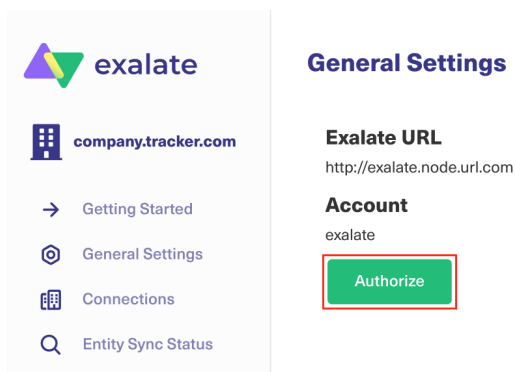 exalate
company.tracker.com
Getting Started
General Settings
Connections
Entity Sync Status
General Settings
Exalate URL
http://exalate.node.url.com
Account
exalate
Authorize